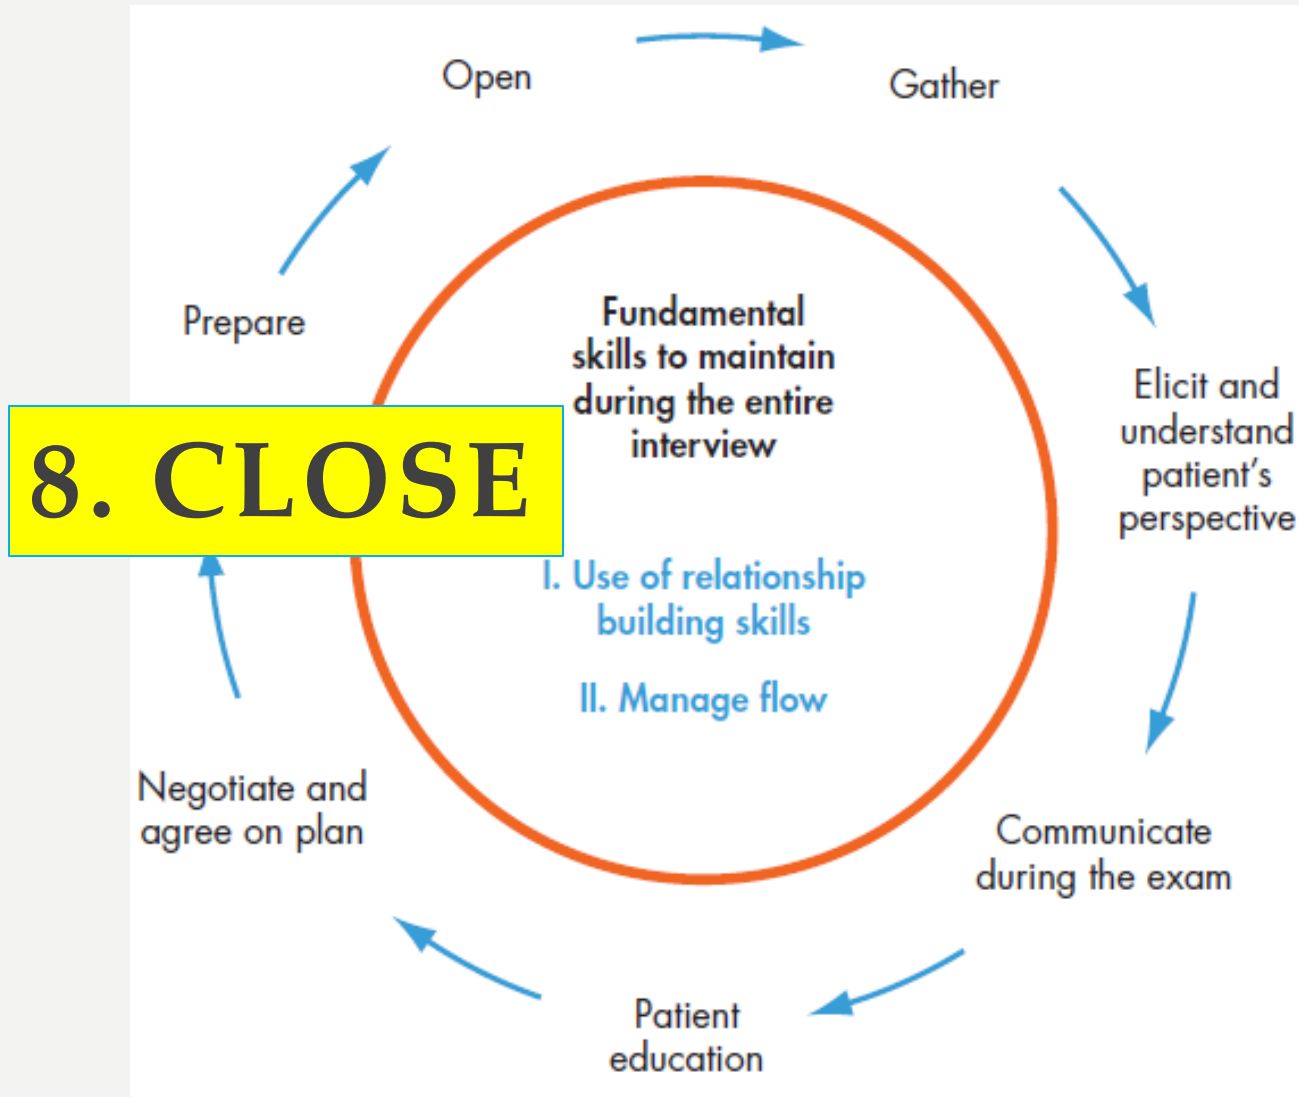 Open
Gather
Prepare
Fundamental
skills to maintain
during the entire
interview
Elicit and
understand
patient's
perspective
8. CLOSE
I. Use of relationship
building skills
II. Manage flow
Negotiate and
agree on plan
Communicate
during the exam
Patient
education